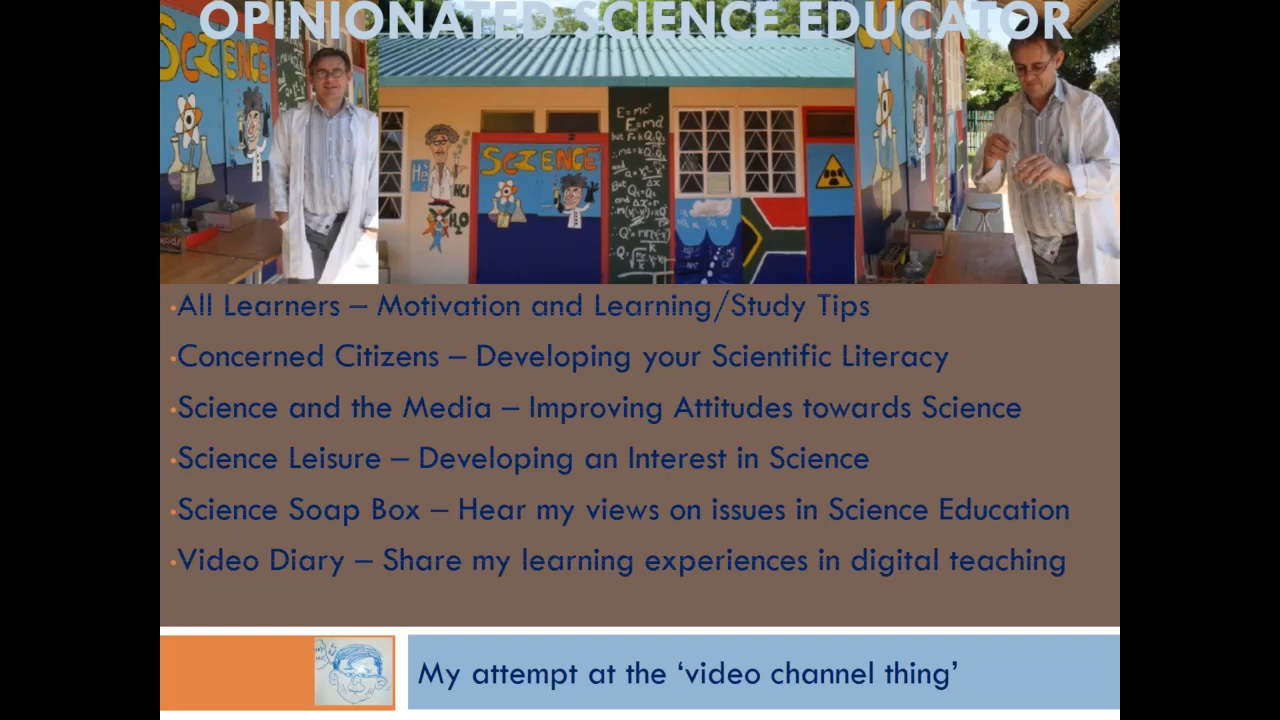 OPINIONATED SCIENCE EDUCATOR
SCIENCE
SCIENCE
HCl
H₂O
E=mc²
•All Learners – Motivation and Learning/Study Tips
•Concerned Citizens – Developing your Scientific Literacy
•Science and the Media – Improving Attitudes towards Science
•Science Leisure – Developing an Interest in Science
•Science Soap Box – Hear my views on issues in Science Education
•Video Diary – Share my learning experiences in digital teaching
My attempt at the ‘video channel thing’